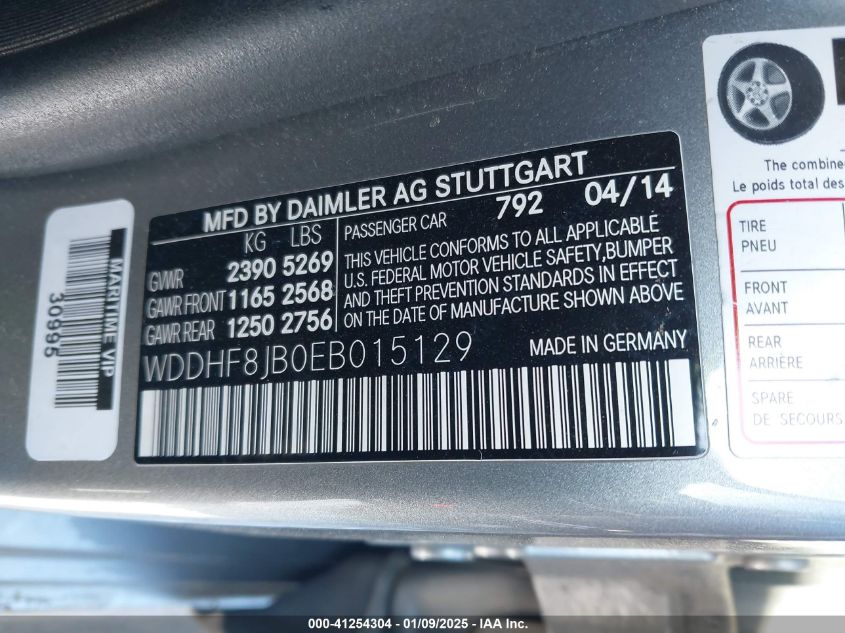 MFD BY DAIMLER AG STUTTGART
KG LBS
GVWR 2390 5269
GAWR FRONT 1165 2568
GAWR REAR 1250 2756
PASSENGER CAR 792 04/14
THIS VEHICLE CONFORMS TO ALL APPLICABLE
U.S. FEDERAL MOTOR VEHICLE SAFETY,BUMPER
AND THEFT PREVENTION STANDARDS IN EFFECT
ON DATE OF MANUFACTURE SHOWN ABOVE
WDDHF8JB0EB015129 MADE IN GERMANY
MARITIME VIP
30995
The combine
Le poids total des
TIRE
PNEU
FRONT
AVANT
REAR
ARRIÈRE
SPARE
DE SECOURS
000-41254304 - 01/09/2025 - IAA Inc.